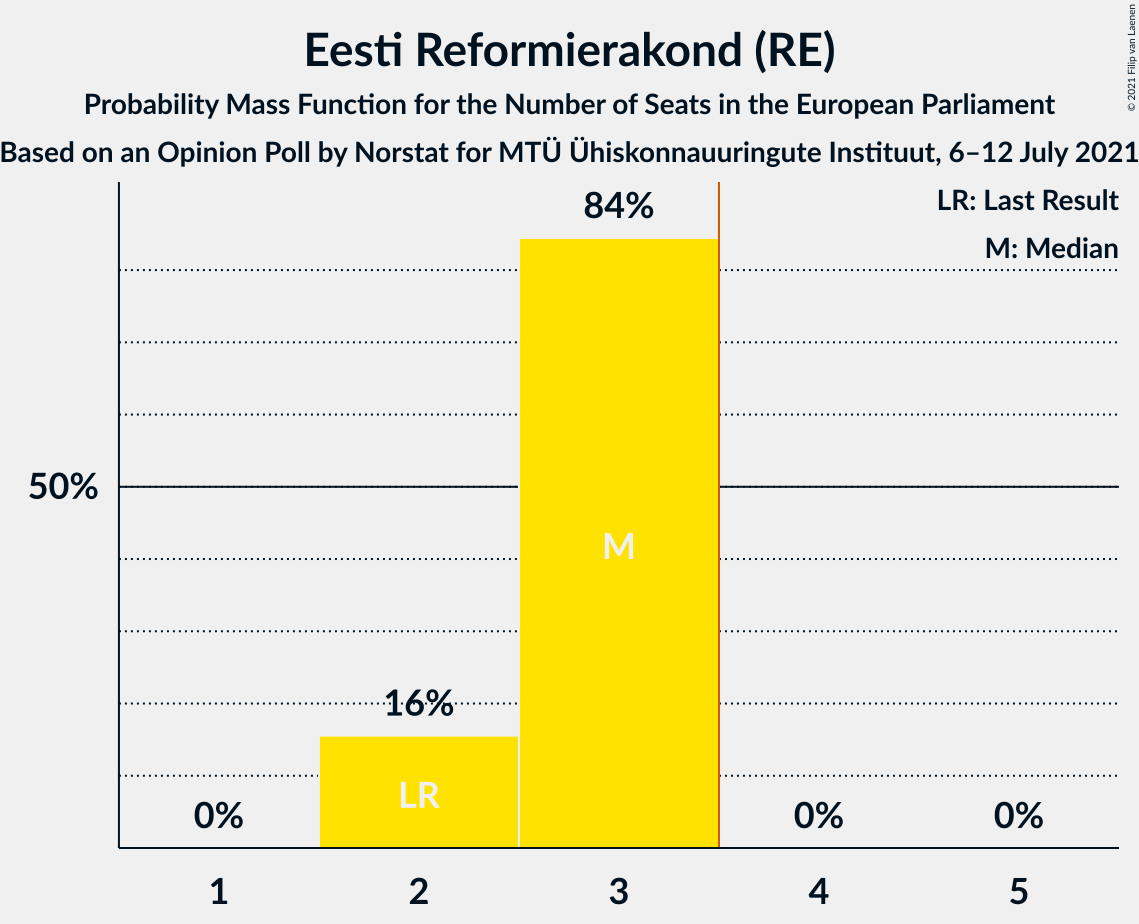 Eesti Reformierakond (RE)
Probability Mass Function for the Number of Seats in the European Parliament
Based on an Opinion Poll by Norstat for MTÜ Ühiskonnauuringute Instituut, 6–12 July 2021
© 2021 Filip van Laenen
LR: Last Result
M: Median
84%
50%
M
16%
LR
0%
0%
0%
1 2 3 4 5